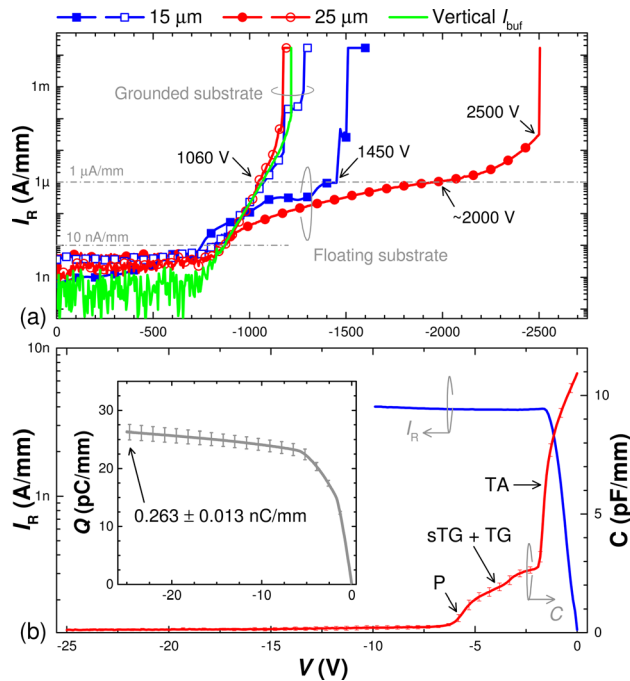 15 μm 25 μm Vertical I_buf
1m
1μ
1n
I_R (A/mm)
Grounded substrate
2500 V
1060 V
1450 V
1 μA/mm
~2000 V
10 nA/mm
Floating substrate
(a)
0 -500 -1000 -1500 -2000 -2500
10n
1n
I_R (A/mm)
30
20
10
0
Q (pC/mm)
0.263 ± 0.013 nC/mm
-20 -10 0
I_R
TA
sTG + TG
P
C
10
5
0
C (pF/mm)
(b)
-25 -20 -15 -10 -5 0
V (V)